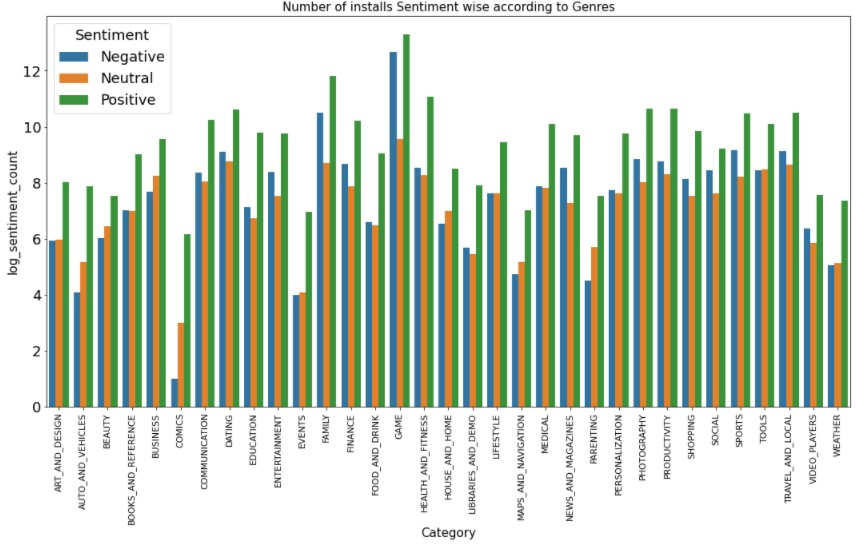 Number of installs Sentiment wise according to Genres
Sentiment
Negative
Neutral
Positive
log_sentiment_count
12
10
8
6
4
2
0
ART_AND_DESIGN
AUTO_AND_VEHICLES
BEAUTY
BOOKS_AND_REFERENCE
BUSINESS
COMICS
COMMUNICATION
DATING
EDUCATION
ENTERTAINMENT
EVENTS
FAMILY
FINANCE
FOOD_AND_DRINK
GAME
HEALTH_AND_FITNESS
HOUSE_AND_HOME
LIBRARIES_AND_DEMO
LIFESTYLE
MAPS_AND_NAVIGATION
MEDICAL
NEWS_AND_MAGAZINES
PARENTING
PERSONALIZATION
PHOTOGRAPHY
PRODUCTIVITY
SHOPPING
SOCIAL
SPORTS
TOOLS
TRAVEL_AND_LOCAL
VIDEO_PLAYERS
WEATHER
Category